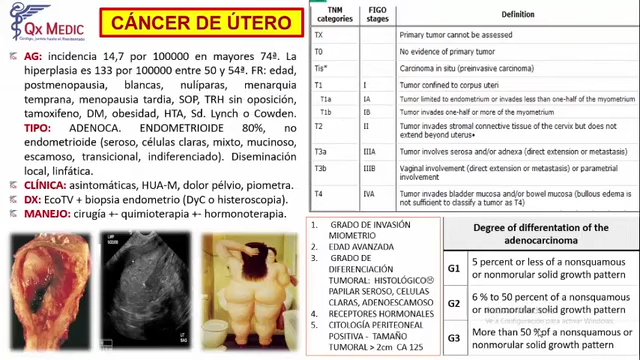 Qx MEDIC
CÁNCER DE ÚTERO
AG: incidencia 14,7 por 100000 en mayores 74ª. La
hiperplasia es 133 por 100000 entre 50 y 54ª. FR: edad,
postmenopausia, blancas, nulíparas, menarquia
temprana, menopausia tardia, SOP, TRH sin oposición,
tamoxifeno, DM, obesidad, HTA, Sd. Lynch o Cowden.
TIPO: ADENOCA. ENDOMETRIOIDE 80%, no
endometrioide (seroso, células claras, mixto, mucinoso,
escamoso, transicional, indiferenciado). Diseminación
local, linfática.
CLÍNICA: asintomáticas, HUA-M, dolor pélvio, piometra.
DX: EcoTV + biopsia endometrio (DyC o histeroscopia).
MANEJO: cirugía +- quimioterapia +- hormonoterapia.
TNM categories FIGO stages Definition
TX Primary tumor cannot be assessed
T0 No evidence of primary tumor
Tis* Carcinoma in situ (preinvasive carcinoma)
T1 I Tumor confined to corpus uteri
T1a IA Tumor limited to endometrium or invades less than one-half of the myometrium
T1b IB Tumor invades one-half or more of the myometrium
T2 II Tumor invades stromal connective tissue of the cervix but does not
extend beyond uterus•
T3a IIIA Tumor involves serosa and/or adnexa (direct extension or metastasis)
T3b IIIB Vaginal involvement (direct extension or metastasis) or parametrial
involvement
T4 IVA Tumor invades bladder mucosa and/or bowel mucosa (bullous edema is
not sufficient to classify a tumor as T4)
1. GRADO DE INVASIÓN
MIOMETRIO
2. EDAD AVANZADA
3. GRADO DE
DIFERENCIACIÓN
TUMORAL: HISTOLÓGICO
PAPILAR SEROSO, CELULAS
CLARAS, ADENOESCAMOSO
4. RECEPTORES HORMONALES
5. CITOLOGÍA PERITEONEAL
POSITIVA - TAMAÑO
TUMORAL > 2cm CA 125
Degree of differentation of the
adenocarcinoma
G1 5 percent or less of a nonsquamous
or nonmorular solid growth pattern
G2 6 % to 50 percent of a nonsquamous
or nonmorular solid growth pattern
G3 More than 50 % of a nonsquamous
or nonmorular solid growth pattern